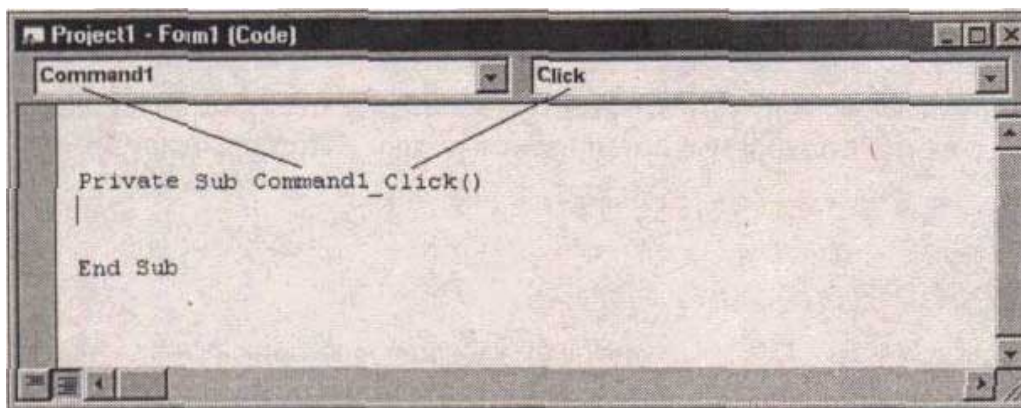 Project1 - Form1 (Code)
Command1 Click
Private Sub Command1_Click()
End Sub